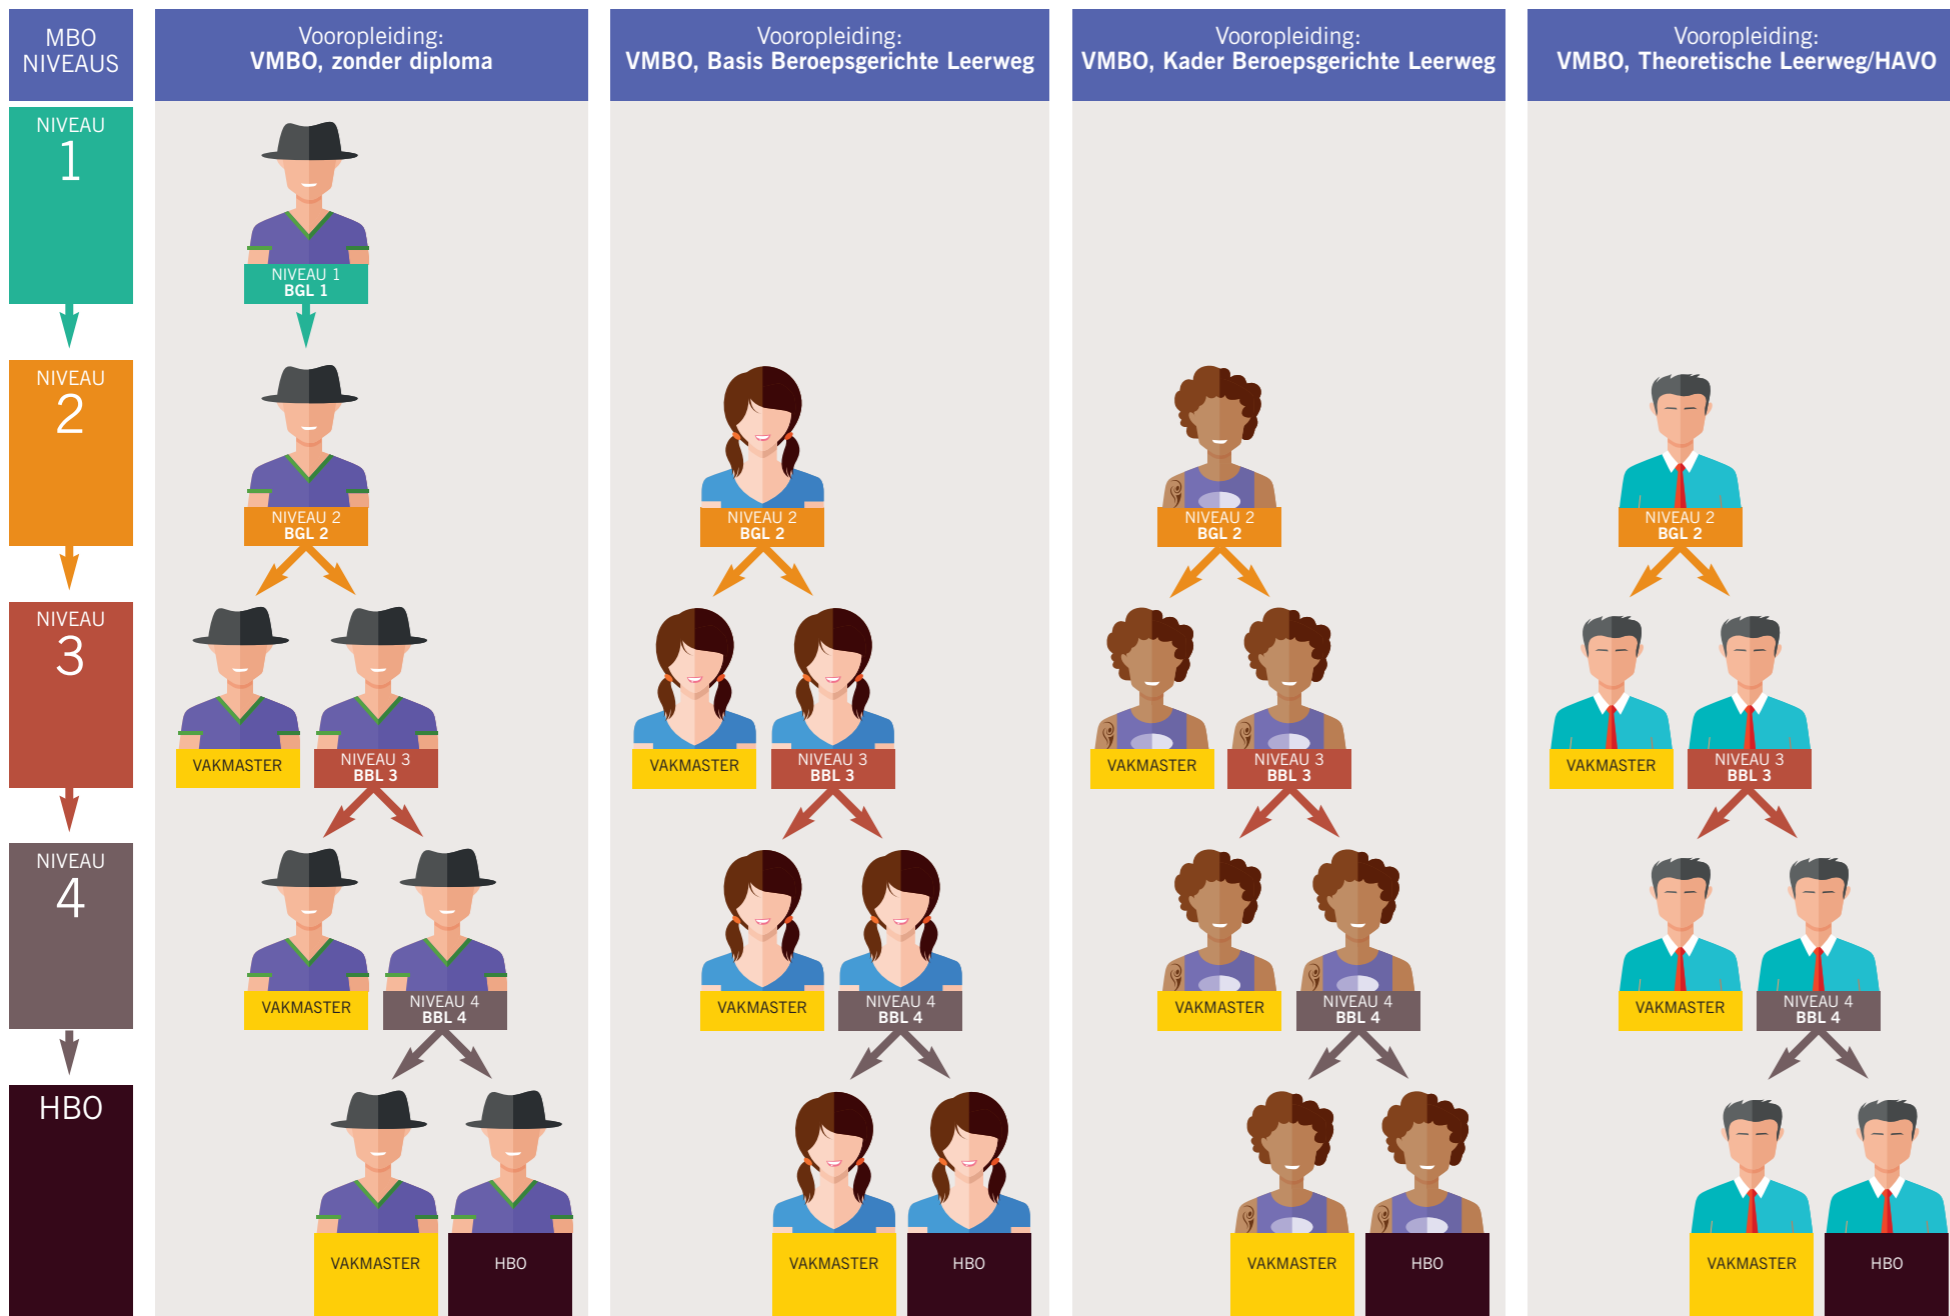 MBO
NIVEAUS
Vooropleiding:
VMBO, zonder diploma
Vooropleiding:
VMBO, Basis Beroepsgerichte Leerweg
Vooropleiding:
VMBO, Kader Beroepsgerichte Leerweg
Vooropleiding:
VMBO, Theoretische Leerweg/HAVO
NIVEAU
1
NIVEAU 1
BGL 1
NIVEAU
2
NIVEAU 2
BGL 2
NIVEAU 2
BGL 2
NIVEAU 2
BGL 2
NIVEAU 2
BGL 2
NIVEAU
3
VAKMASTER
NIVEAU 3
BBL 3
VAKMASTER
NIVEAU 3
BBL 3
VAKMASTER
NIVEAU 3
BBL 3
VAKMASTER
NIVEAU 3
BBL 3
NIVEAU
4
VAKMASTER
NIVEAU 4
BBL 4
VAKMASTER
NIVEAU 4
BBL 4
VAKMASTER
NIVEAU 4
BBL 4
VAKMASTER
NIVEAU 4
BBL 4
HBO
VAKMASTER
HBO
VAKMASTER
HBO
VAKMASTER
HBO
VAKMASTER
HBO